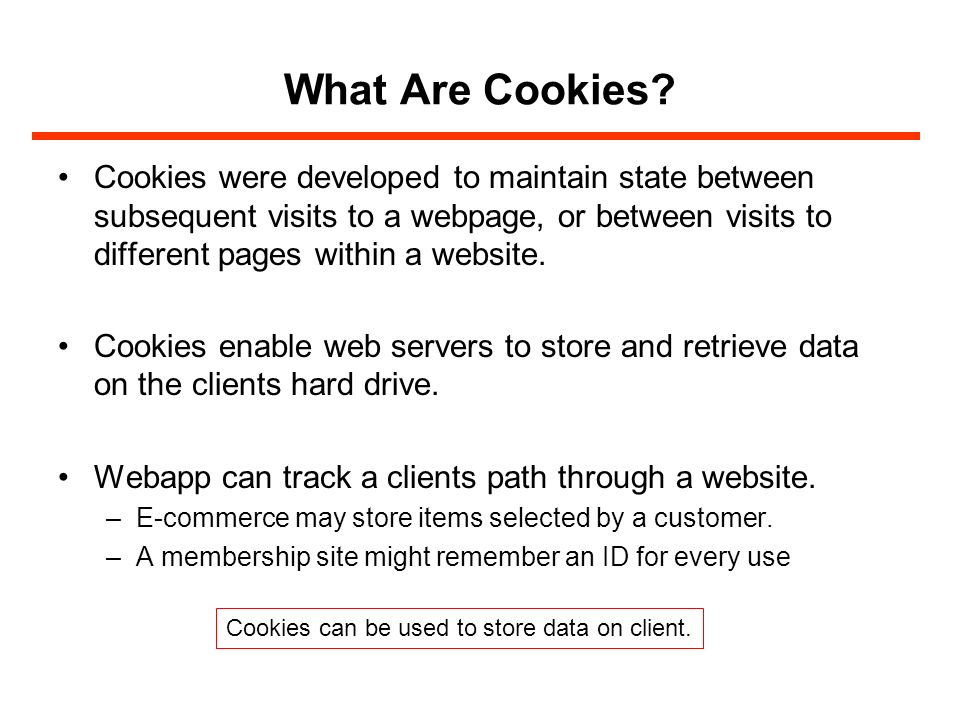 What Are Cookies?
• Cookies were developed to maintain state between
subsequent visits to a webpage, or between visits to
different pages within a website.
• Cookies enable web servers to store and retrieve data
on the clients hard drive.
• Webapp can track a clients path through a website.
– E-commerce may store items selected by a customer.
– A membership site might remember an ID for every use
Cookies can be used to store data on client.